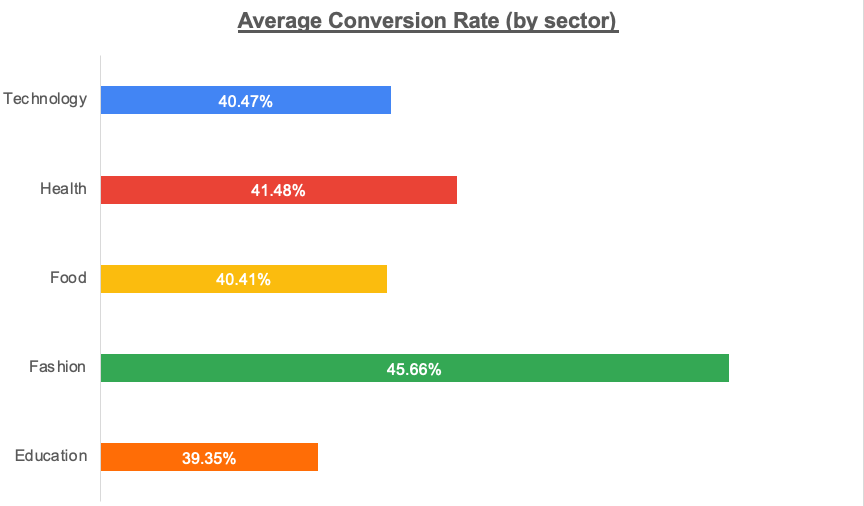 Average Conversion Rate (by sector)
Technology
40.47%
Health
41.48%
Food
40.41%
Fashion
45.66%
Education
39.35%